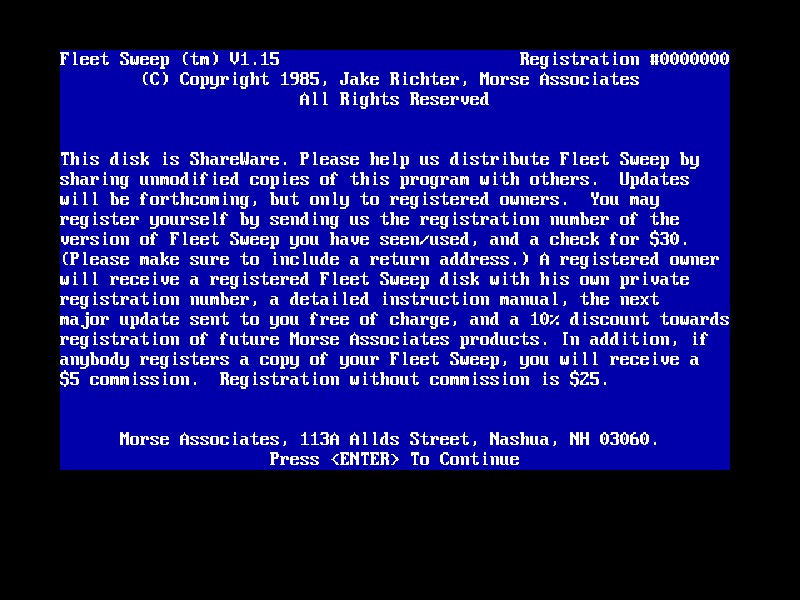 Fleet Sweep (tm) V1.15 Registration #0000000
(C) Copyright 1985, Jake Richter, Morse Associates
All Rights Reserved
This disk is ShareWare. Please help us distribute Fleet Sweep by
sharing unmodified copies of this program with others.  Updates
will be forthcoming, but only to registered owners.  You may
register yourself by sending us the registration number of the
version of Fleet Sweep you have seen/used, and a check for $30.
(Please make sure to include a return address.) A registered owner
will receive a registered Fleet Sweep disk with his own private
registration number, a detailed instruction manual, the next
major update sent to you free of charge, and a 10% discount towards
registration of future Morse Associates products. In addition, if
anybody registers a copy of your Fleet Sweep, you will receive a
$5 commission.  Registration without commission is $25.
Morse Associates, 113A Allds Street, Nashua, NH 03060.
Press <ENTER> To Continue